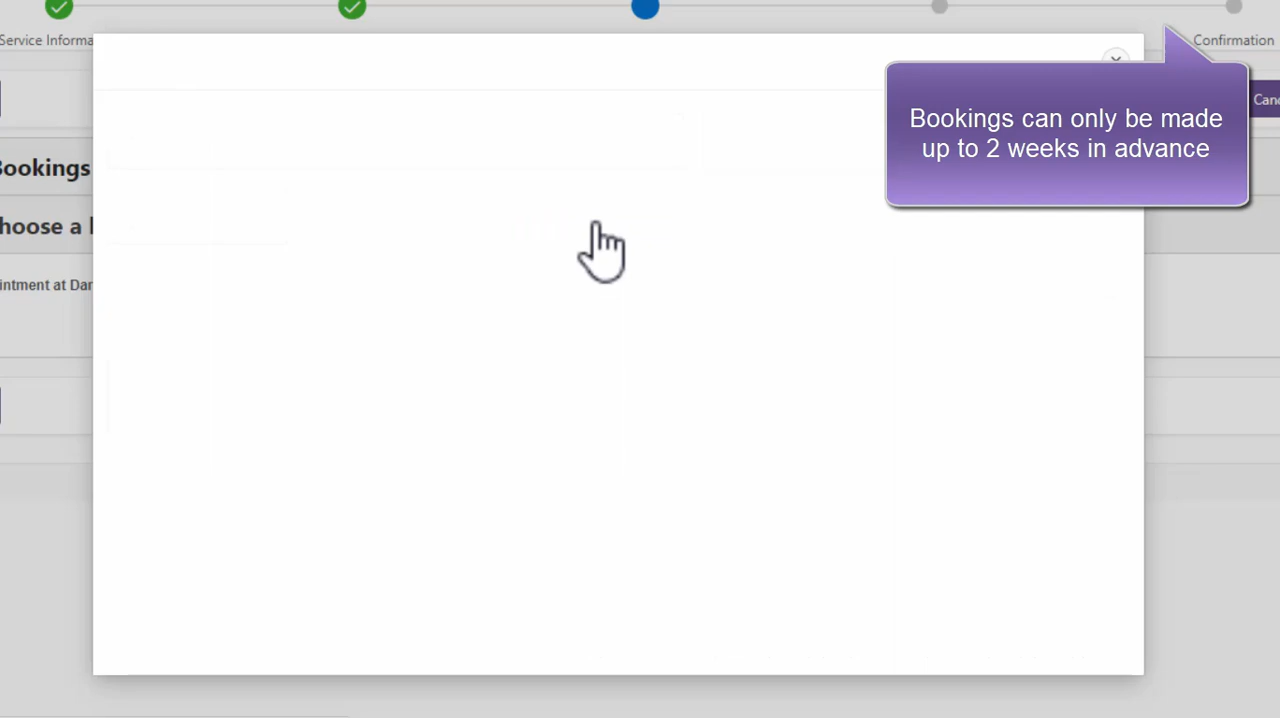 Service Informa
Confirmation
Bookings can only be made
up to 2 weeks in advance
Canc
Bookings
hoose a
intment at Dar